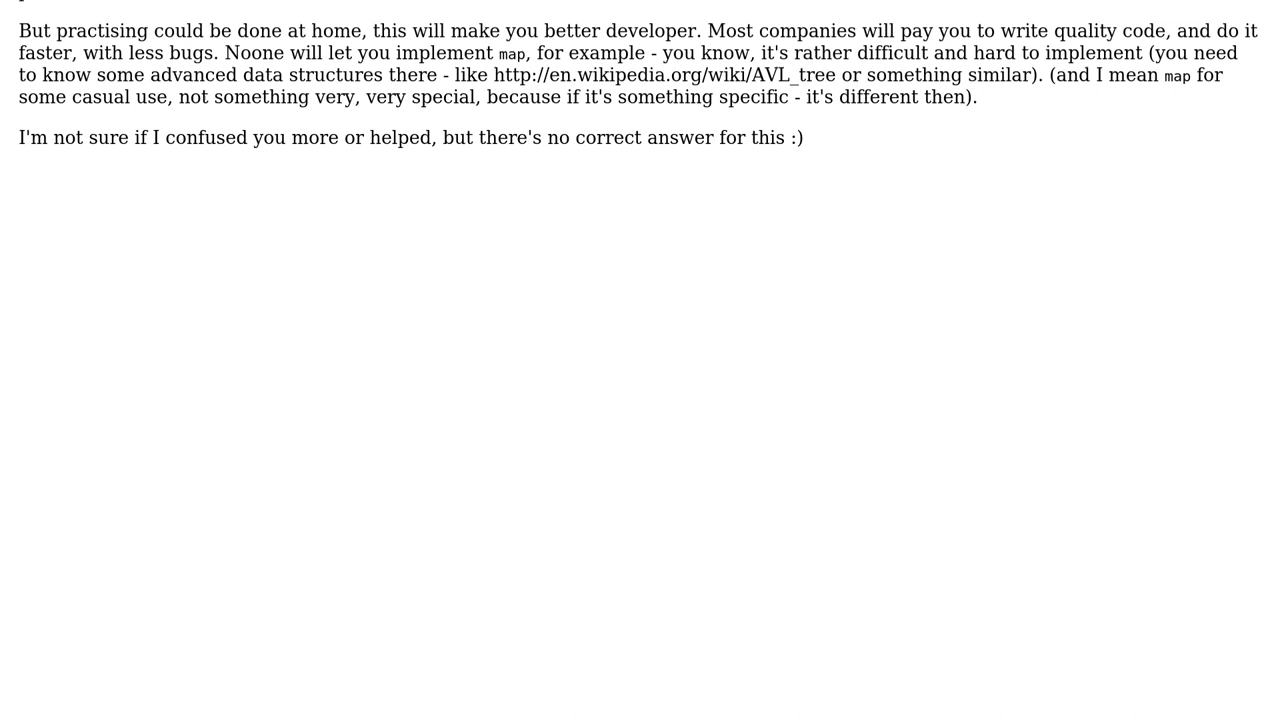 But practising could be done at home, this will make you better developer. Most companies will pay you to write quality code, and do it
faster, with less bugs. Noone will let you implement map, for example - you know, it's rather difficult and hard to implement (you need
to know some advanced data structures there - like http://en.wikipedia.org/wiki/AVL_tree or something similar). (and I mean map for
some casual use, not something very, very special, because if it's something specific - it's different then).
I'm not sure if I confused you more or helped, but there's no correct answer for this :)